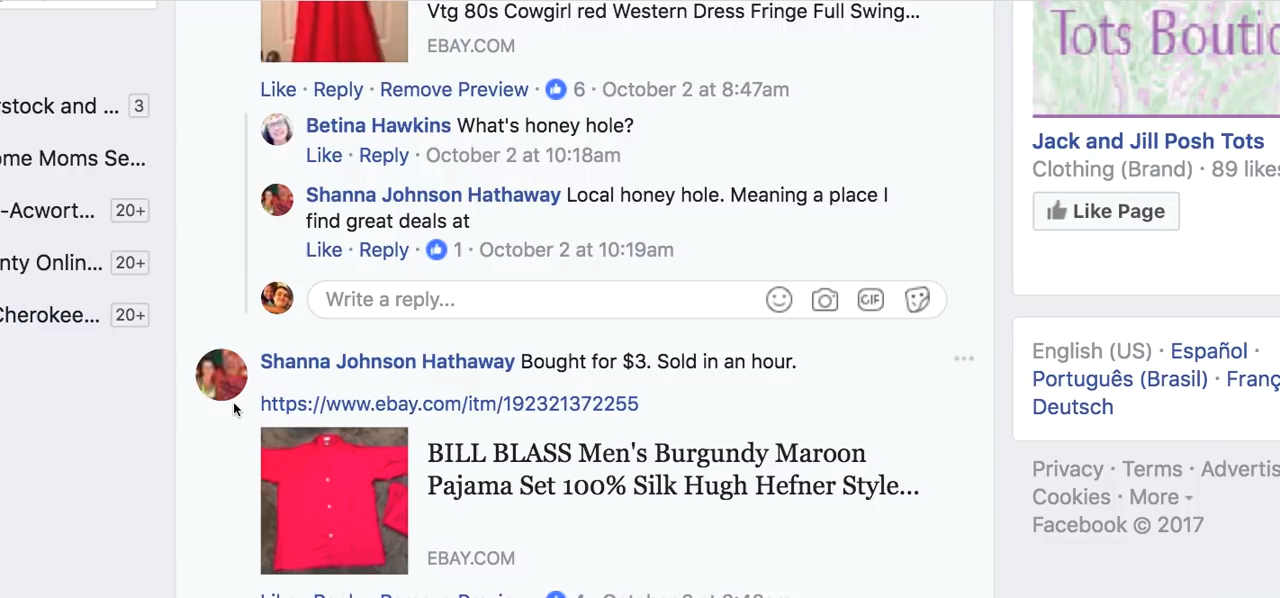 Vtg 80s Cowgirl red Western Dress Fringe Full Swing...
EBAY.COM
Like · Reply · Remove Preview · 6 · October 2 at 8:47am
Betina Hawkins What's honey hole?
Like · Reply · October 2 at 10:18am
Shanna Johnson Hathaway Local honey hole. Meaning a place I
find great deals at
Like · Reply · 1 · October 2 at 10:19am
Write a reply...
GIF
Shanna Johnson Hathaway Bought for $3. Sold in an hour.
https://www.ebay.com/itm/192321372255
BILL BLASS Men's Burgundy Maroon
Pajama Set 100% Silk Hugh Hefner Style...
EBAY.COM
rstock and ... 3
ome Moms Se...
-Acwort... 20+
nty Onlin... 20+
Cherokee... 20+
Tots Boutic
Jack and Jill Posh Tots
Clothing (Brand) · 89 likes
Like Page
English (US) · Español ·
Português (Brasil) · Franç
Deutsch
Privacy · Terms · Advertis
Cookies · More
Facebook © 2017